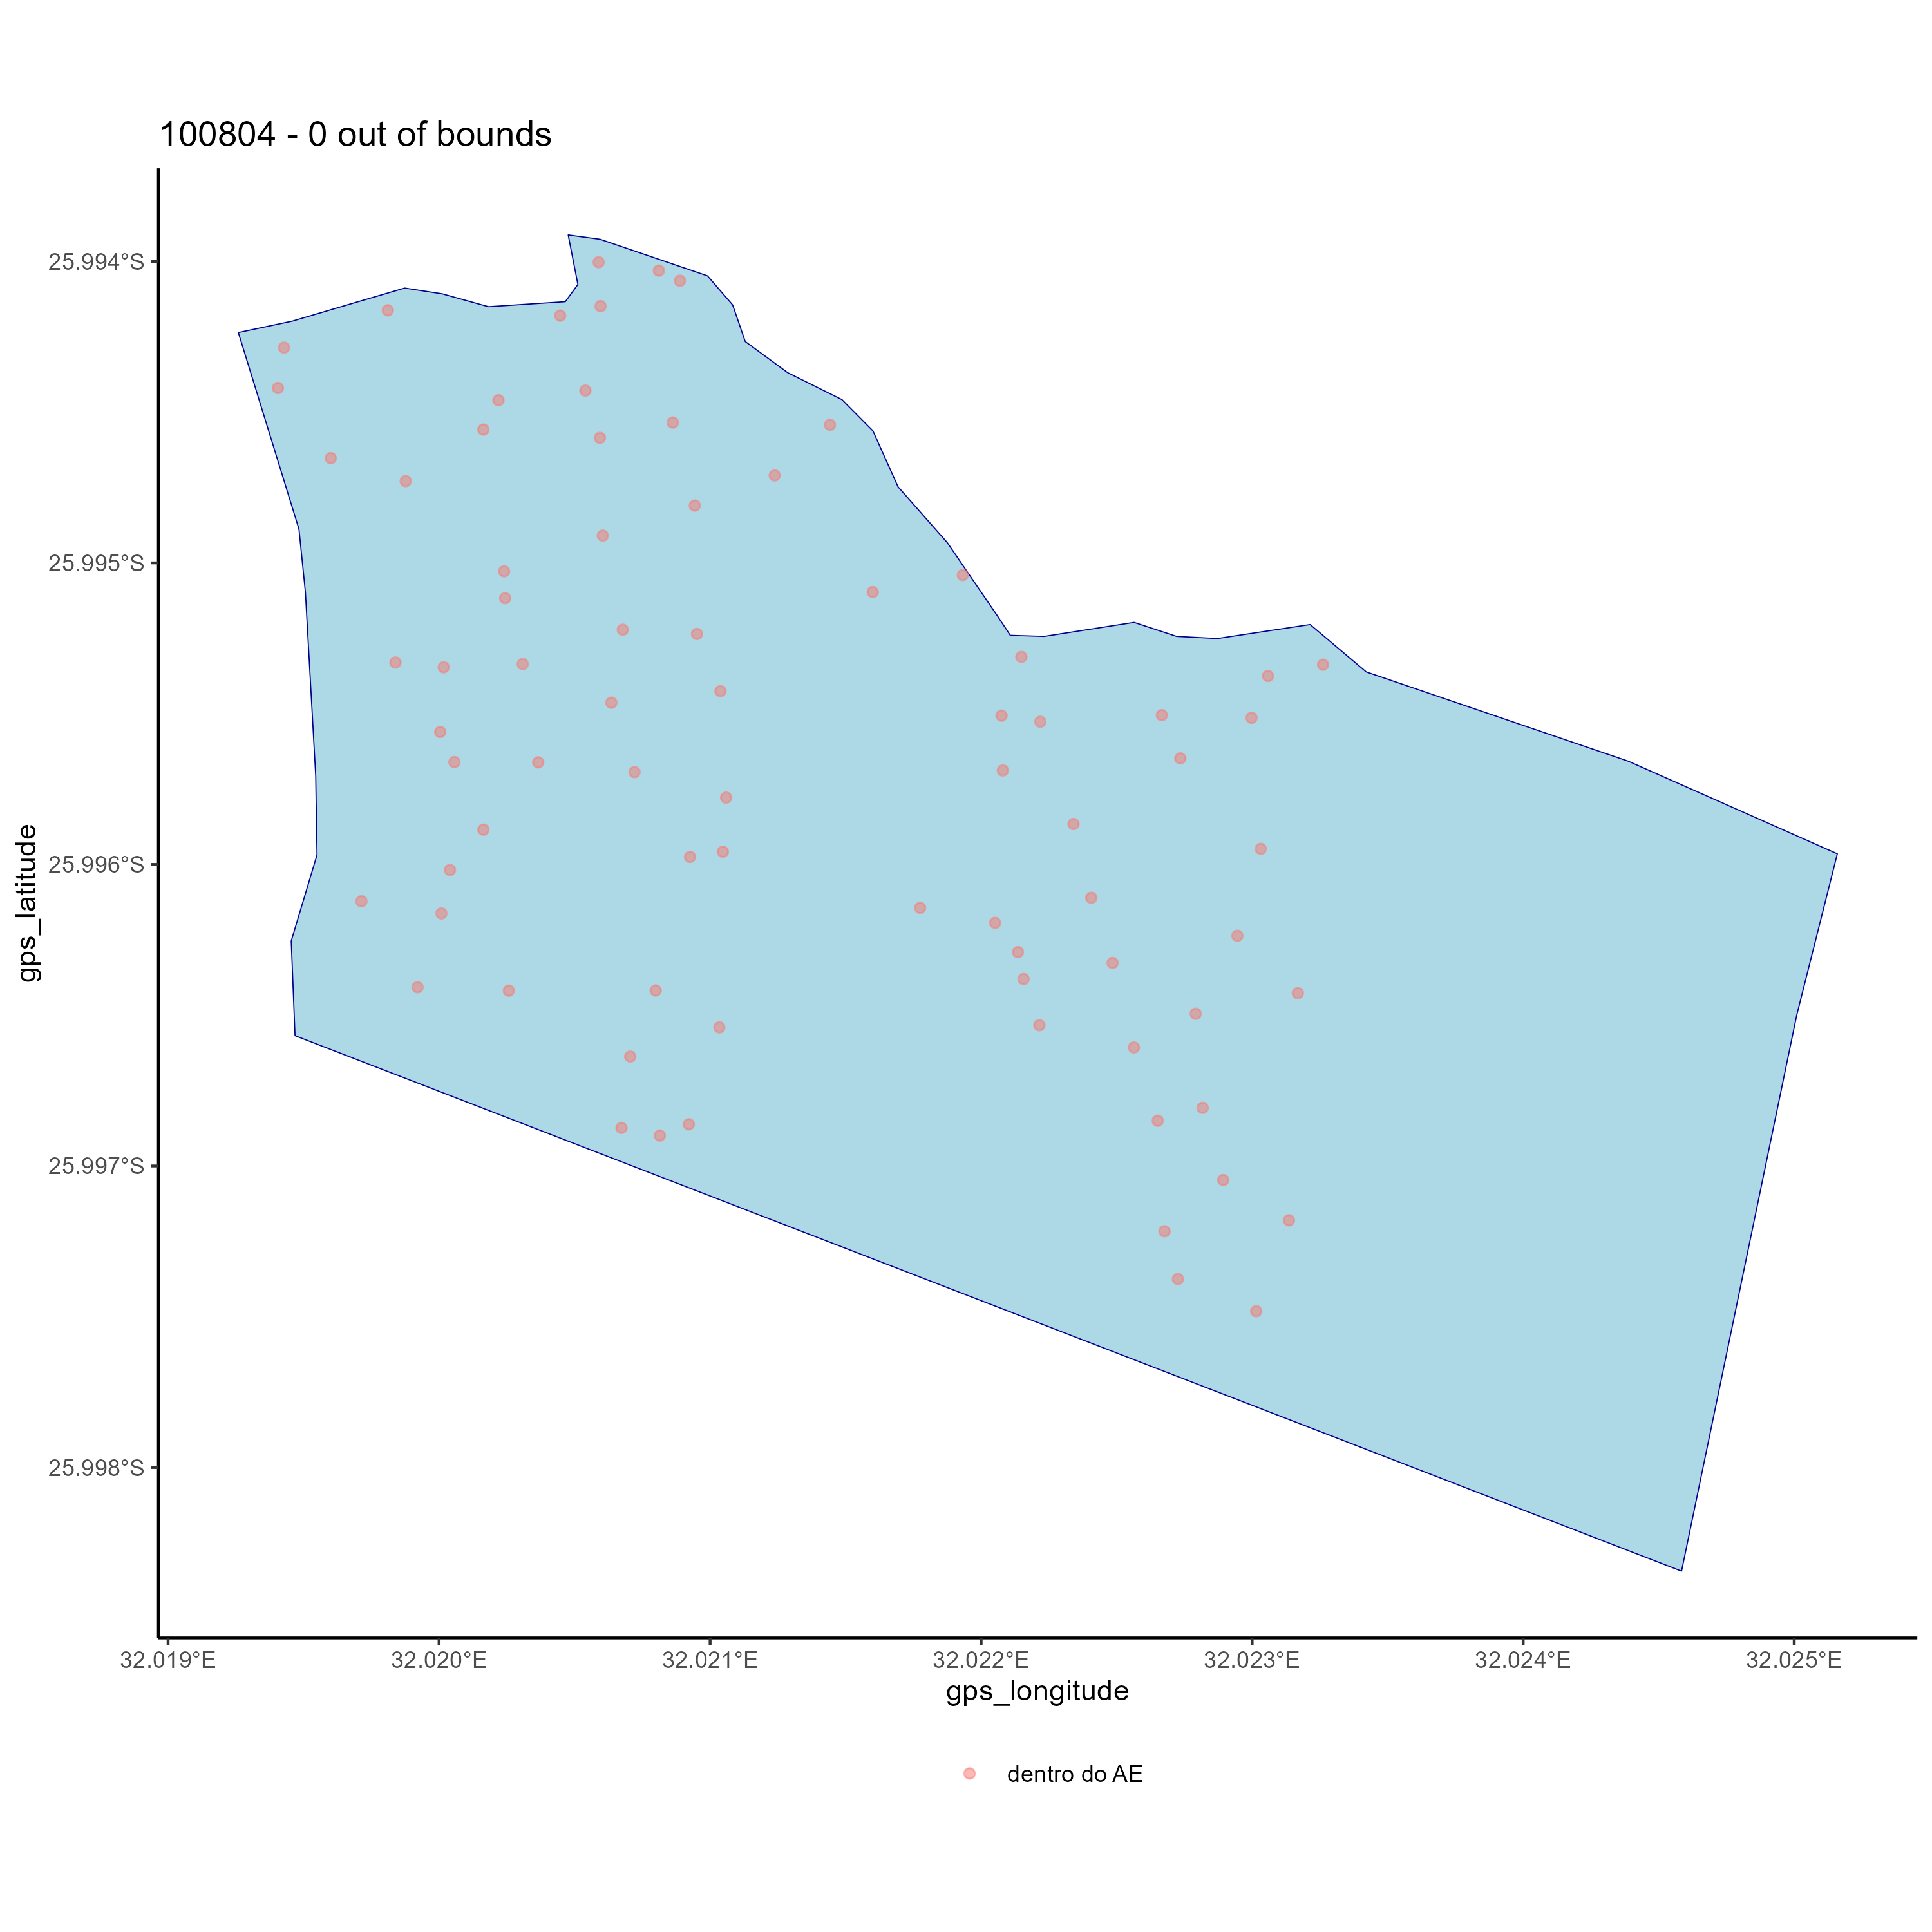 100804 - 0 out of bounds
25.994°S
25.995°S
25.996°S
25.997°S
25.998°S
gps_latitude
32.019°E 32.020°E 32.021°E 32.022°E 32.023°E 32.024°E 32.025°E
gps_longitude
dentro do AE